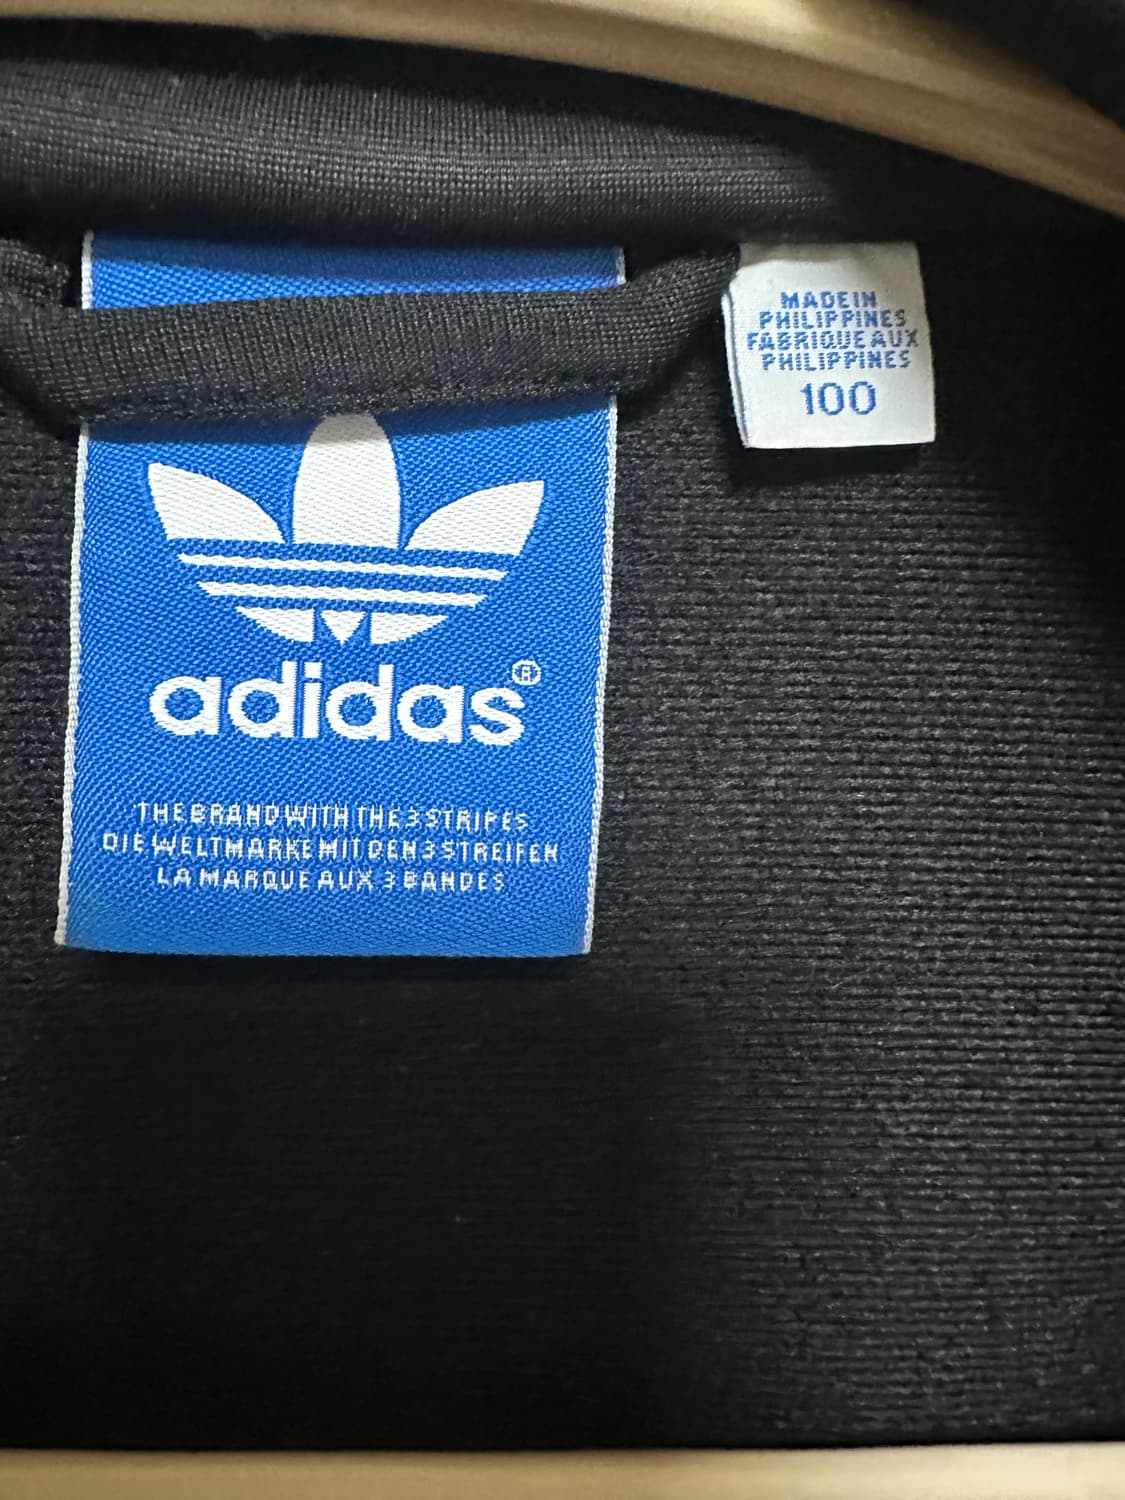 MADE IN
PHILIPPINES
FABRIQUE AUX
PHILIPPINES
100
adidas®
THE BRAND WITH THE 3 STRIPES
DIE WELTMARKE MIT DEN 3 STREIFEN
LA MARQUE AUX 3 BANDES